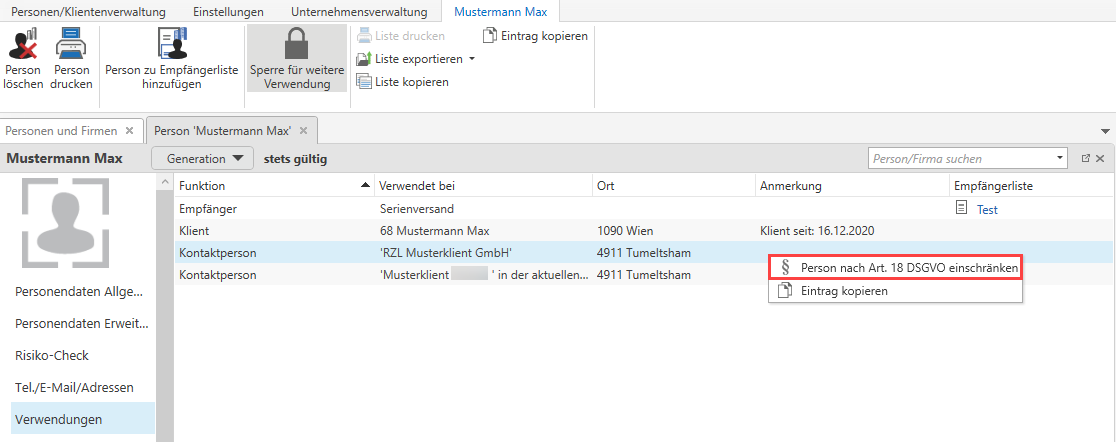 Personen/Klientenverwaltung Einstellungen Unternehmensverwaltung Mustermann Max
Person löschen
Person drucken
Person zu Empfängerliste hinzufügen
Sperre für weitere Verwendung
Liste drucken
Liste exportieren
Liste kopieren
Eintrag kopieren
Personen und Firmen Person 'Mustermann Max'
Mustermann Max Generation stets gültig Person/Firma suchen
Funktion Verwendet bei Ort Anmerkung Empfängerliste
Empfänger Serienversand Test
Klient 68 Mustermann Max 1090 Wien Klient seit: 16.12.2020
Kontaktperson 'RZL Musterklient GmbH' 4911 Tumeltsham
Kontaktperson 'Musterklient ' in der aktuellen... 4911 Tumeltsham
§ Person nach Art. 18 DSGVO einschränken
Eintrag kopieren
Personendaten Allge...
Personendaten Erweit...
Risiko-Check
Tel./E-Mail/Adressen
Verwendungen